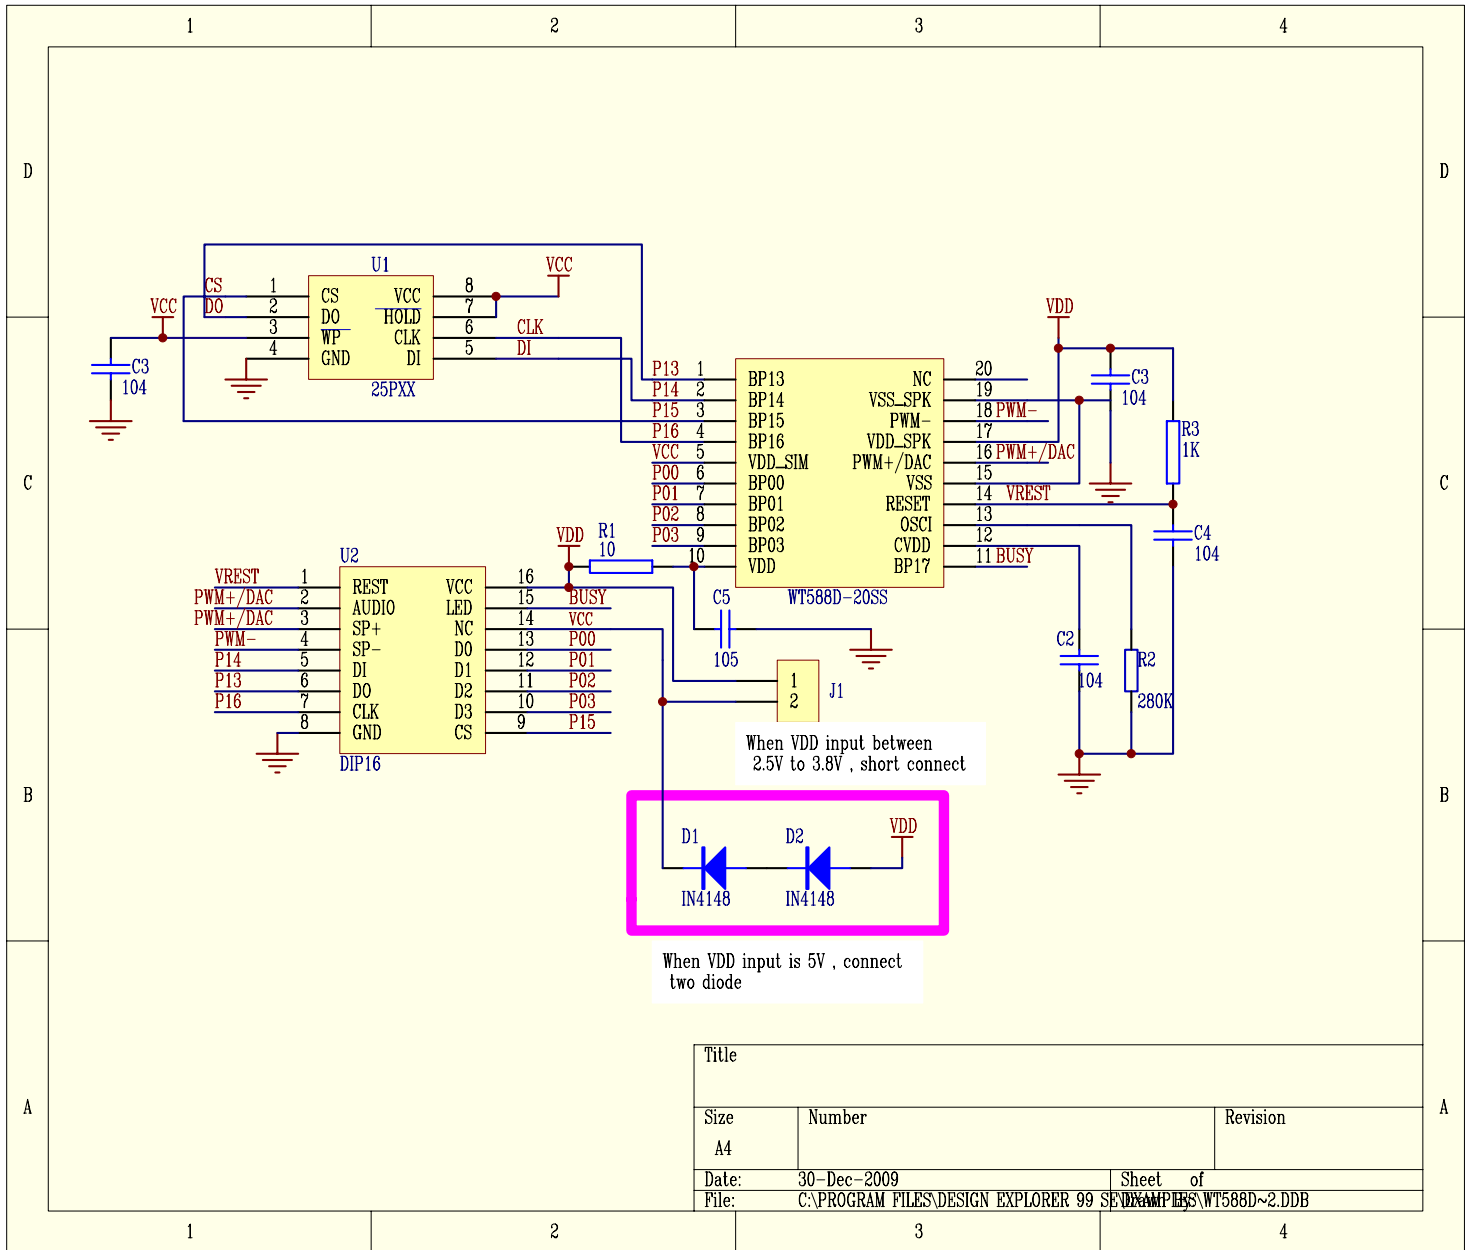 1 2 3 4
D D
U1
VCC
CS 1 CS VCC 8
DO 2 DO HOLD 7
VCC 3 WP CLK 6 CLK
4 GND DI 5 DI
25PXX
C3
104
VDD
C3
104
R3
1K
P13 1 BP13 NC 20
P14 2 BP14 VSS_SPK 19
P15 3 BP15 PWM- 18 PWM-
P16 4 BP16 VDD_SPK 17
VCC 5 VDD_SIM PWM+/DAC 16 PWM+/DAC
P00 6 BP00 VSS 15
P01 7 BP01 RESET 14 VREST
P02 8 BP02 OSCI 13
P03 9 BP03 CVDD 12
10 VDD BP17 11 BUSY
WT588D-20SS
C C
C4
104
VDD
R1
10
U2
VREST 1 REST VCC 16
PWM+/DAC 2 AUDIO LED 15 BUSY
PWM+/DAC 3 SP+ NC 14 VCC
PWM- 4 SP- D0 13 P00
P14 5 DI D1 12 P01
P13 6 DO D2 11 P02
P16 7 CLK D3 10 P03
8 GND CS 9 P15
DIP16
C5
105
C2
104
R2
280K
1
2
J1
When VDD input between
2.5V to 3.8V , short connect
B B
D1 D2 VDD
IN4148 IN4148
When VDD input is 5V , connect
two diode
A A
Title
Size Number Revision
A4
Date: 30-Dec-2009 Sheet of
File: C:\PROGRAM FILES\DESIGN EXPLORER 99 SE\EXAMPLES\WT588D~2.DDB
1 2 3 4